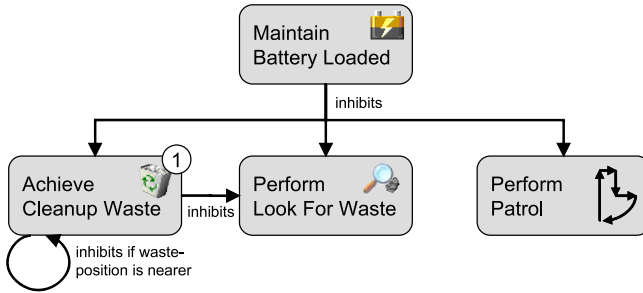 Maintain
Battery Loaded
inhibits
1
Achieve
Cleanup Waste
inhibits
Perform
Look For Waste
Perform
Patrol
inhibits if waste-
position is nearer